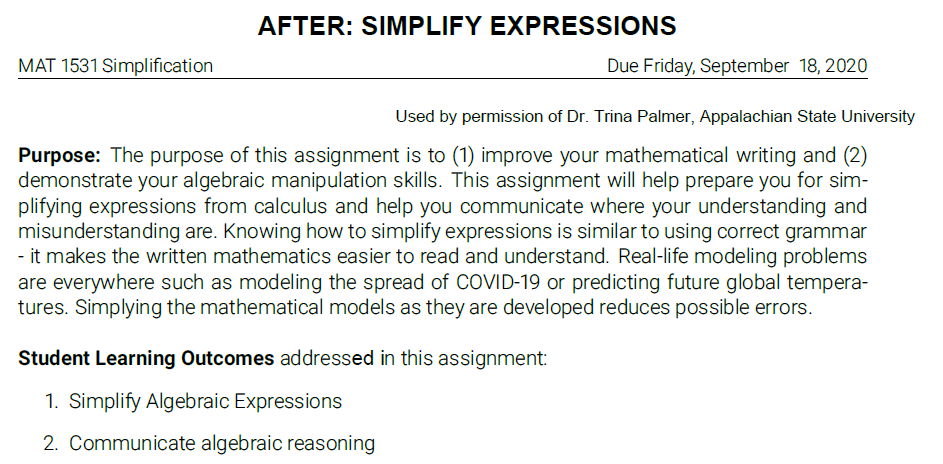 AFTER: SIMPLIFY EXPRESSIONS
MAT 1531 Simplification Due Friday, September 18, 2020
Used by permission of Dr. Trina Palmer, Appalachian State University
Purpose: The purpose of this assignment is to (1) improve your mathematical writing and (2)
demonstrate your algebraic manipulation skills. This assignment will help prepare you for sim-
plifying expressions from calculus and help you communicate where your understanding and
misunderstanding are. Knowing how to simplify expressions is similar to using correct grammar
- it makes the written mathematics easier to read and understand. Real-life modeling problems
are everywhere such as modeling the spread of COVID-19 or predicting future global tempera-
tures. Simplying the mathematical models as they are developed reduces possible errors.
Student Learning Outcomes addressed in this assignment:
1. Simplify Algebraic Expressions
2. Communicate algebraic reasoning